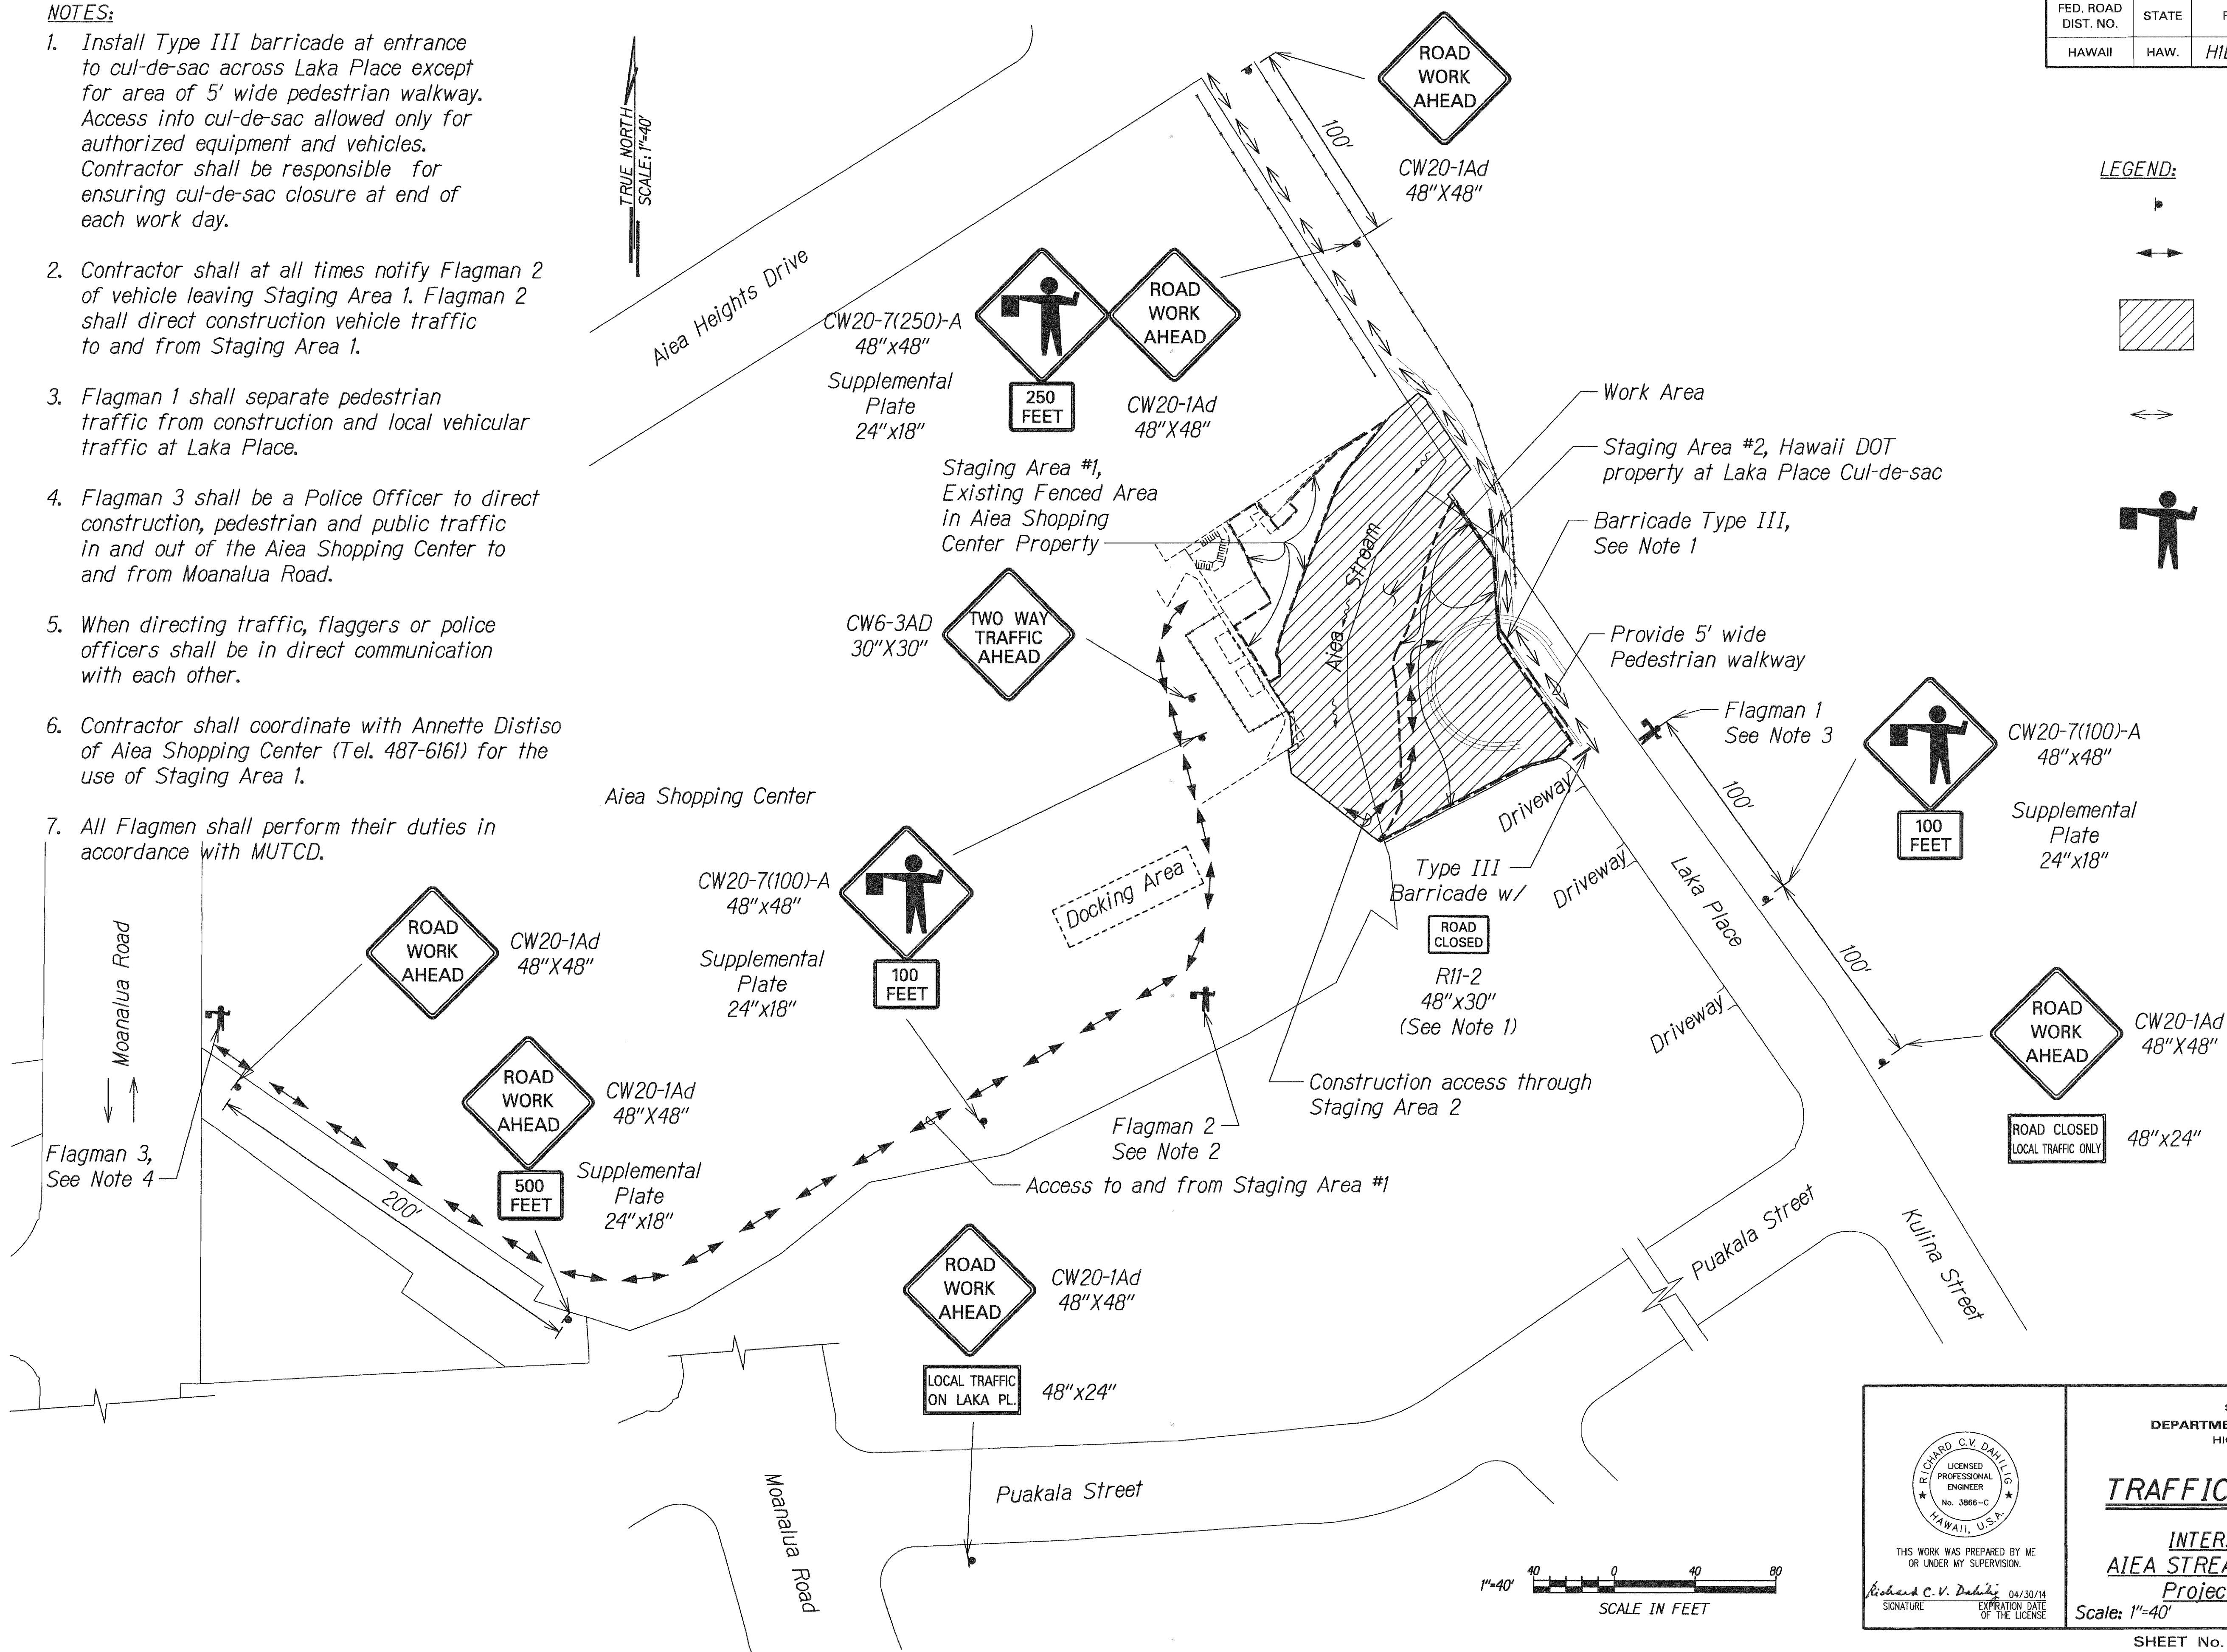 NOTES:
1. Install Type III barricade at entrance
to cul-de-sac across Laka Place except
for area of 5' wide pedestrian walkway.
Access into cul-de-sac allowed only for
authorized equipment and vehicles.
Contractor shall be responsible for
ensuring cul-de-sac closure at end of
each work day.
2. Contractor shall at all times notify Flagman 2
of vehicle leaving Staging Area 1. Flagman 2
shall direct construction vehicle traffic
to and from Staging Area 1.
3. Flagman 1 shall separate pedestrian
traffic from construction and local vehicular
traffic at Laka Place.
4. Flagman 3 shall be a Police Officer to direct
construction, pedestrian and public traffic
in and out of the Aiea Shopping Center to
and from Moanalua Road.
5. When directing traffic, flaggers or police
officers shall be in direct communication
with each other.
6. Contractor shall coordinate with Annette Distiso
of Aiea Shopping Center (Tel. 487-6161) for the
use of Staging Area 1.
7. All Flagmen shall perform their duties in
accordance with MUTCD.
TRUE NORTH
SCALE: 1"=40'
Aiea Heights Drive
ROAD
WORK
AHEAD
CW20-1Ad
48"X48"
100'
FED. ROAD
DIST. NO.
STATE
HAWAII
HAW.
LEGEND:
CW20-7(250)-A
48"x48"
Supplemental
Plate
24"x18"
250
FEET
ROAD
WORK
AHEAD
CW20-1Ad
48"X48"
Staging Area #1,
Existing Fenced Area
in Aiea Shopping
Center Property
Work Area
Staging Area #2, Hawaii DOT
property at Laka Place Cul-de-sac
Barricade Type III,
See Note 1
Aiea Stream
CW6-3AD
30"X30"
TWO WAY
TRAFFIC
AHEAD
Provide 5' wide
Pedestrian walkway
Flagman 1
See Note 3
CW20-7(100)-A
48"x48"
Supplemental
Plate
24"x18"
100
FEET
100'
100'
Aiea Shopping Center
CW20-7(100)-A
48"x48"
Supplemental
Plate
24"x18"
100
FEET
Docking Area
Driveway
Driveway
Driveway
Laka Place
Type III
Barricade w/
ROAD
CLOSED
R11-2
48"x30"
(See Note 1)
Construction access through
Staging Area 2
Moanalua Road
ROAD
WORK
AHEAD
CW20-1Ad
48"X48"
ROAD
WORK
AHEAD
CW20-1Ad
48"X48"
500
FEET
Supplemental
Plate
24"x18"
Flagman 3,
See Note 4
200'
Flagman 2
See Note 2
Access to and from Staging Area #1
ROAD
WORK
AHEAD
CW20-1Ad
48"X48"
ROAD CLOSED
LOCAL TRAFFIC ONLY
48"x24"
ROAD
WORK
AHEAD
CW20-1Ad
48"X48"
LOCAL TRAFFIC
ON LAKA PL.
48"x24"
Puakala Street
Kulina Street
Puakala Street
Moanalua Road
1"=40'
40 0 40 80
SCALE IN FEET
RICHARD C.V. DAHILIG
LICENSED
PROFESSIONAL
ENGINEER
No. 3866-C
HAWAII, U.S.A.
THIS WORK WAS PREPARED BY ME
OR UNDER MY SUPERVISION.
Richard C. V. Dahilig 04/30/14
SIGNATURE
EXPIRATION DATE
OF THE LICENSE
DEPARTME
TRAFFIC
INTER
AIEA STREA
Projec
Scale: 1"=40'
SHEET No.